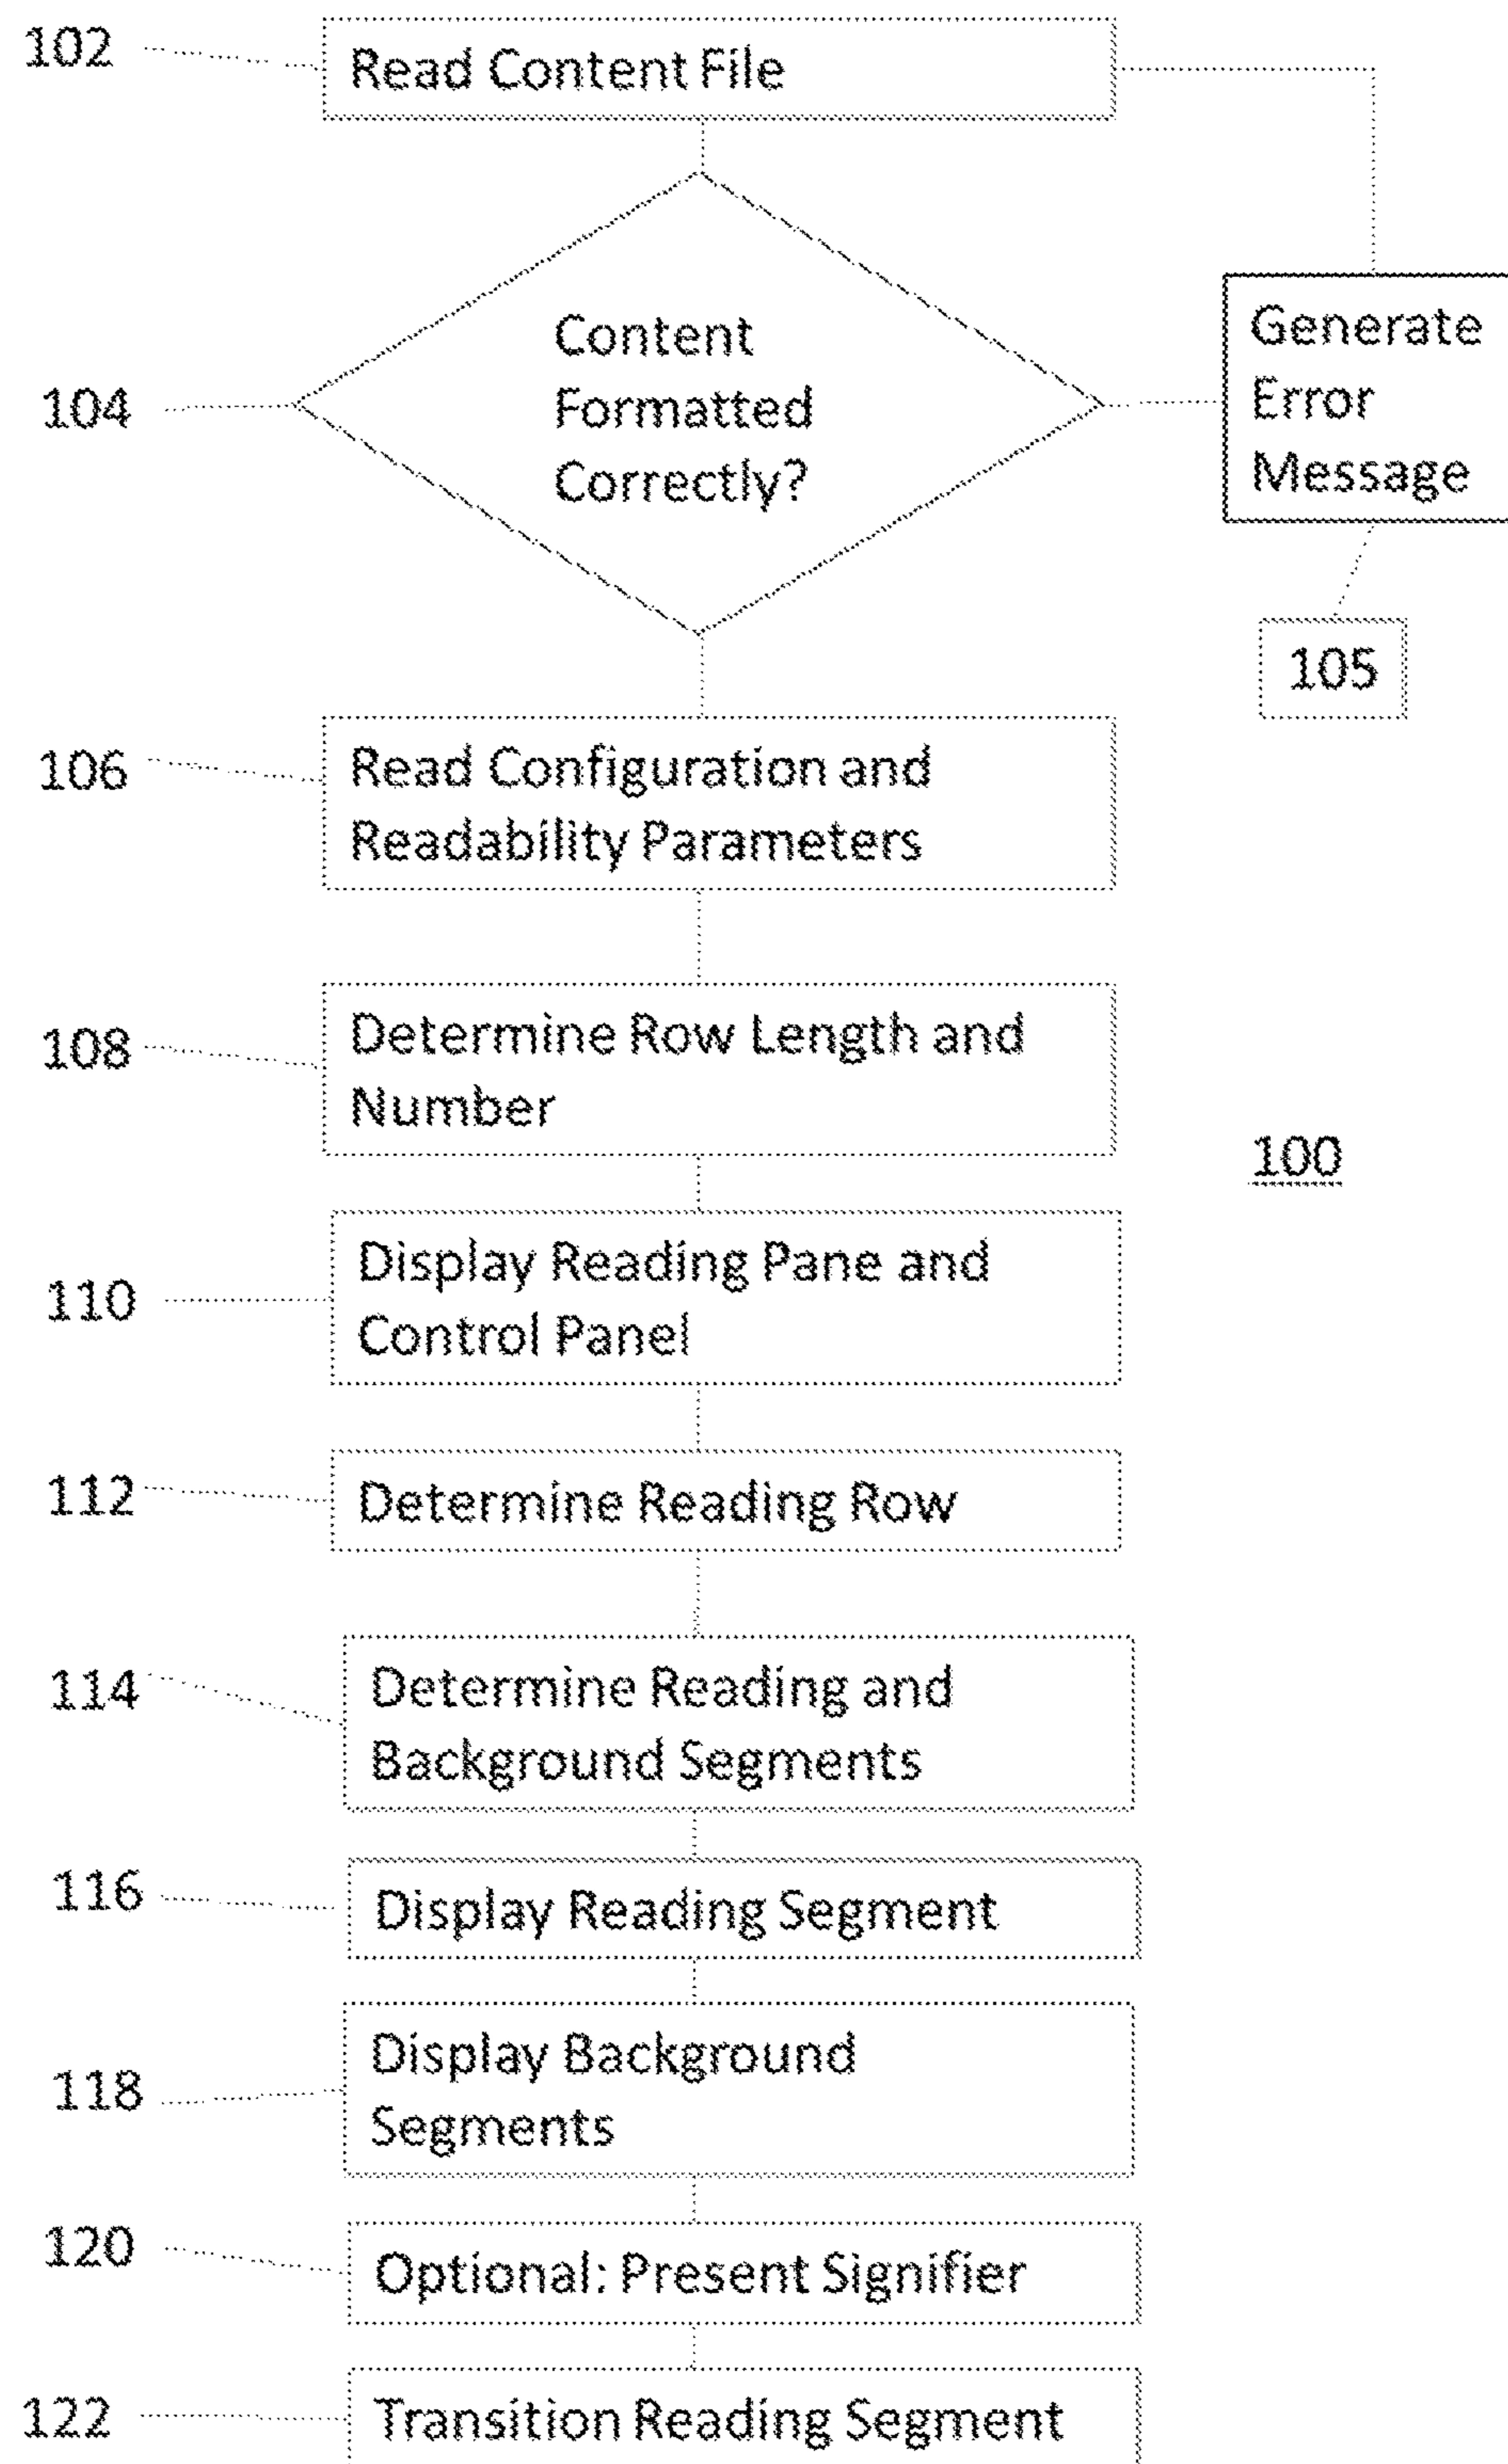 102
Read Content File
104
Content
Formatted
Correctly?
Generate
Error
Message
105
106
Read Configuration and
Readability Parameters
108
Determine Row Length and
Number
100
110
Display Reading Pane and
Control Panel
112
Determine Reading Row
114
Determine Reading and
Background Segments
116
Display Reading Segment
118
Display Background
Segments
120
Optional: Present Signifier
122
Transition Reading Segment